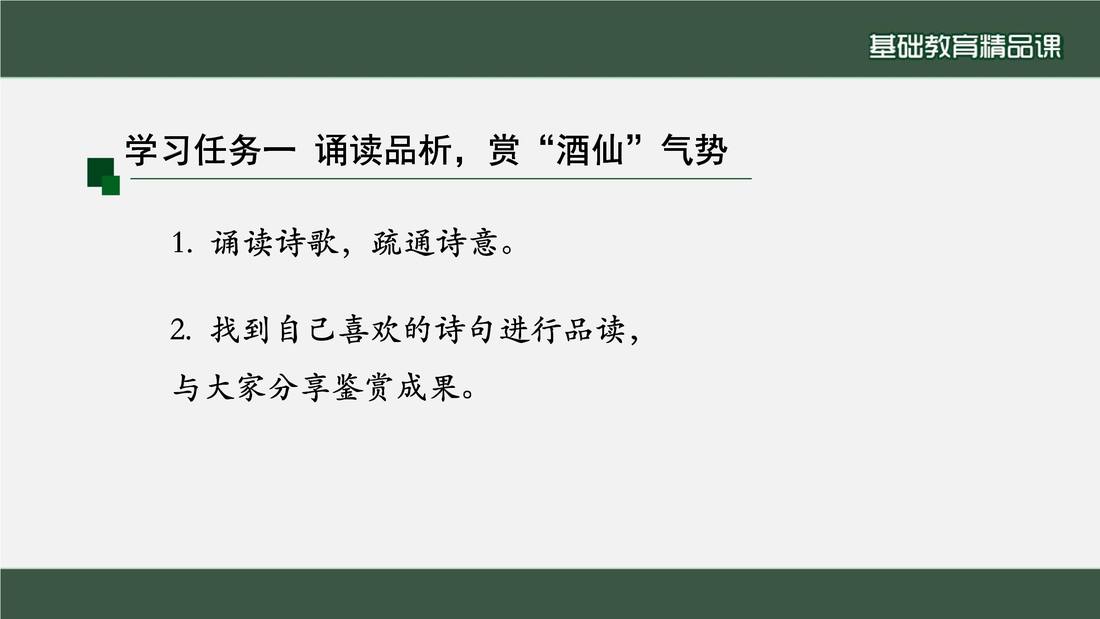 基础教育精品课
学习任务一 诵读品析，赏“酒仙”气势
1. 诵读诗歌，疏通诗意。
2. 找到自己喜欢的诗句进行品读，
与大家分享鉴赏成果。